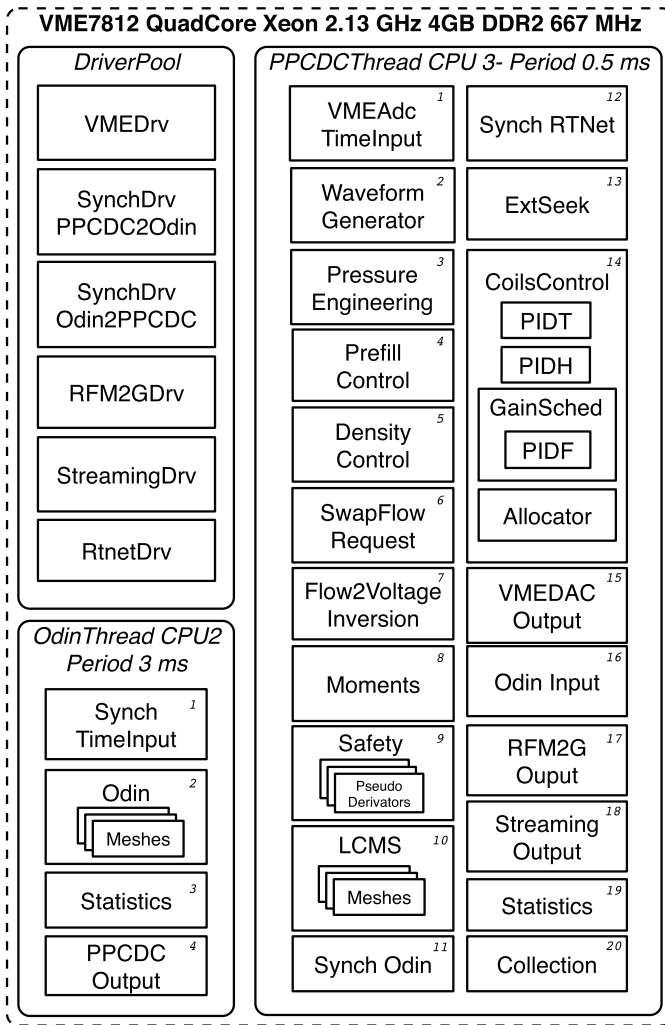 VME7812 QuadCore Xeon 2.13 GHz 4GB DDR2 667 MHz
DriverPool
VMEDrv
SynchDrv
PPCDC2Odin
SynchDrv
Odin2PPCDC
RFM2GDrv
StreamingDrv
RtnetDrv
OdinThread CPU2
Period 3 ms
1
Synch
TimeInput
2
Odin
Meshes
3
Statistics
4
PPCDC
Output
PPCDCThread CPU 3- Period 0.5 ms
1
VMEAdc
TimeInput
2
Waveform
Generator
3
Pressure
Engineering
4
Prefill
Control
5
Density
Control
6
SwapFlow
Request
7
Flow2Voltage
Inversion
8
Moments
9
Safety
Pseudo
Derivators
10
LCMS
Meshes
11
Synch Odin
12
Synch RTNet
13
ExtSeek
14
CoilsControl
PIDT
PIDH
GainSched
PIDF
Allocator
15
VMEDAC
Output
16
Odin Input
17
RFM2G
Ouput
18
Streaming
Output
19
Statistics
20
Collection